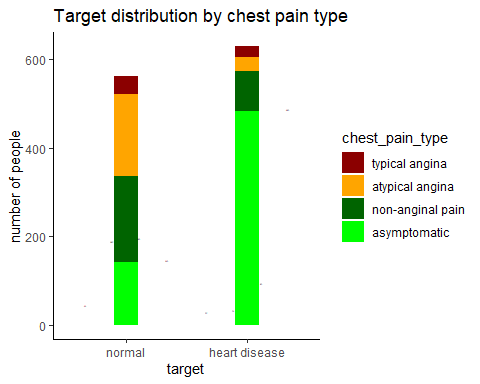 Target distribution by chest pain type
600
400
200
0
number of people
normal
heart disease
target
chest_pain_type
typical angina
atypical angina
non-anginal pain
asymptomatic